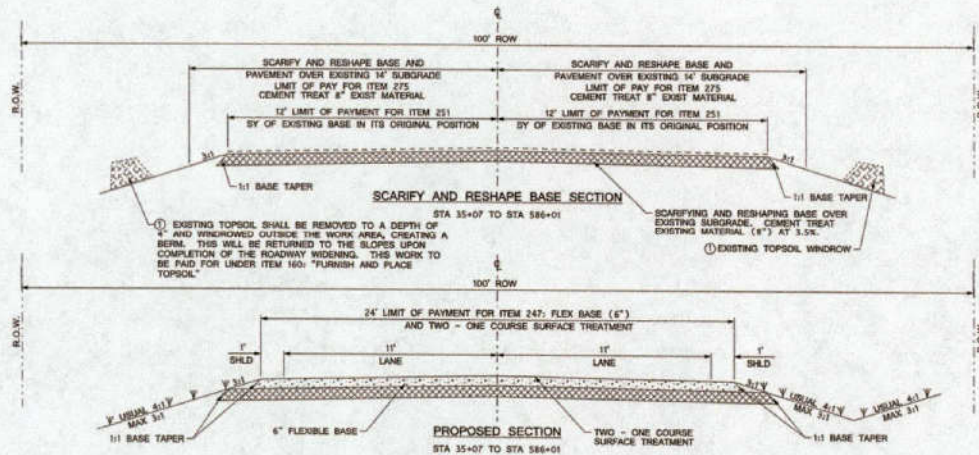 ℄
100' ROW
R.O.W.
R.O.W.
SCARIFY AND RESHAPE BASE AND
PAVEMENT OVER EXISTING 14' SUBGRADE
LIMIT OF PAY FOR ITEM 275
CEMENT TREAT 8" EXIST MATERIAL
SCARIFY AND RESHAPE BASE AND
PAVEMENT OVER EXISTING 14' SUBGRADE
LIMIT OF PAY FOR ITEM 275
CEMENT TREAT 8" EXIST MATERIAL
12' LIMIT OF PAYMENT FOR ITEM 251
SY OF EXISTING BASE IN ITS ORIGINAL POSITION
12' LIMIT OF PAYMENT FOR ITEM 251
SY OF EXISTING BASE IN ITS ORIGINAL POSITION
3:1
3:1
1:1 BASE TAPER
1:1 BASE TAPER
SCARIFY AND RESHAPE BASE SECTION
STA 35+07 TO STA 586+01
① EXISTING TOPSOIL SHALL BE REMOVED TO A DEPTH OF
4" AND WINDROWED OUTSIDE THE WORK AREA, CREATING A
BERM. THIS WILL BE RETURNED TO THE SLOPES UPON
COMPLETION OF THE ROADWAY WIDENING. THIS WORK TO
BE PAID FOR UNDER ITEM 160: "FURNISH AND PLACE
TOPSOIL"
SCARIFYING AND RESHAPING BASE OVER
EXISTING SUBGRADE. CEMENT TREAT
EXISTING MATERIAL (8") AT 3.5%.
① EXISTING TOPSOIL WINDROW
℄
100' ROW
R.O.W.
24' LIMIT OF PAYMENT FOR ITEM 247: FLEX BASE (6")
AND TWO - ONE COURSE SURFACE TREATMENT
1'
SHLD
11'
LANE
11'
LANE
1'
SHLD
3:1
3:1
USUAL 4:1
MAX 3:1
USUAL 4:1
MAX 3:1
USUAL 4:1
MAX 3:1
1:1 BASE TAPER
6" FLEXIBLE BASE
PROPOSED SECTION
STA 35+07 TO STA 586+01
TWO - ONE COURSE
SURFACE TREATMENT
1:1 BASE TAPER